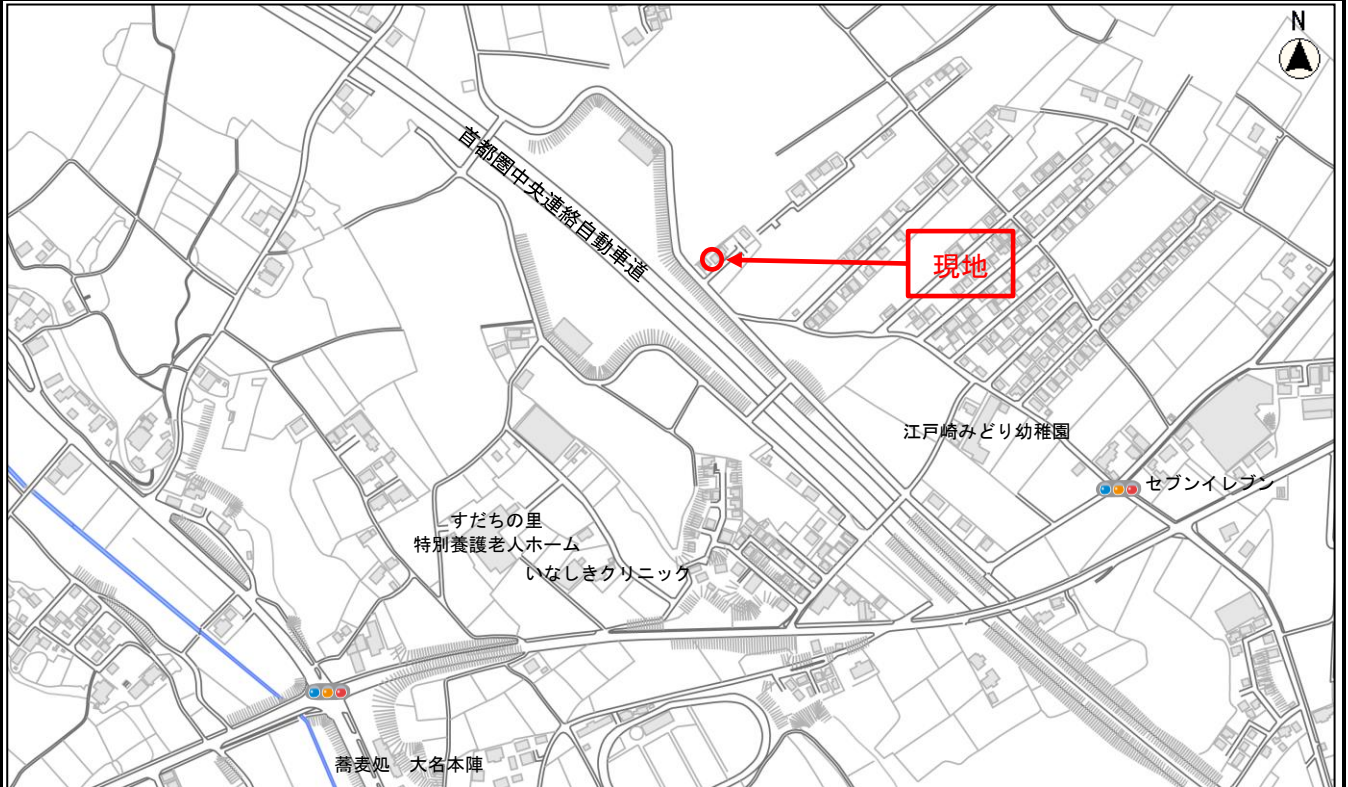 N
首都圏中央連絡自動車道
現地
江戸崎みどり幼稚園
セブンイレブン
すだちの里
特別養護老人ホーム
いなしきクリニック
蕎麦処　大名本陣